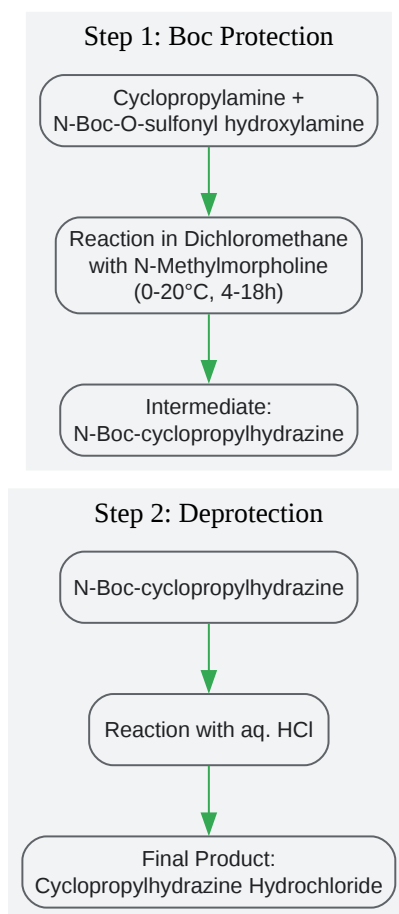 Step 1: Boc Protection
Cyclopropylamine +
N-Boc-O-sulfonyl hydroxylamine
Reaction in Dichloromethane
with N-Methylmorpholine
(0-20°C, 4-18h)
Intermediate:
N-Boc-cyclopropylhydrazine
Step 2: Deprotection
N-Boc-cyclopropylhydrazine
Reaction with aq. HCl
Final Product:
Cyclopropylhydrazine Hydrochloride